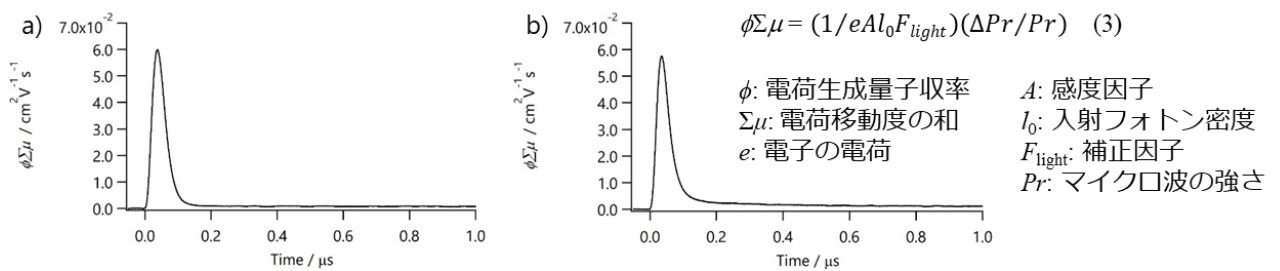 a)
7.0x10⁻²
6.0
5.0
4.0
3.0
2.0
1.0
0.0
ϕΣμ / cm² V⁻¹ s⁻¹
0.0 0.2 0.4 0.6 0.8 1.0
Time / μs
b)
7.0x10⁻²
6.0
5.0
4.0
3.0
2.0
1.0
0.0
ϕΣμ / cm² V⁻¹ s⁻¹
0.0 0.2 0.4 0.6 0.8 1.0
Time / μs
ϕΣμ = (1/eAl₀F_light)(ΔPr/Pr) (3)
ϕ: 電荷生成量子収率
Σμ: 電荷移動度の和
e: 電子の電荷
A: 感度因子
l₀: 入射フォトン密度
F_light: 補正因子
Pr: マイクロ波の強さ